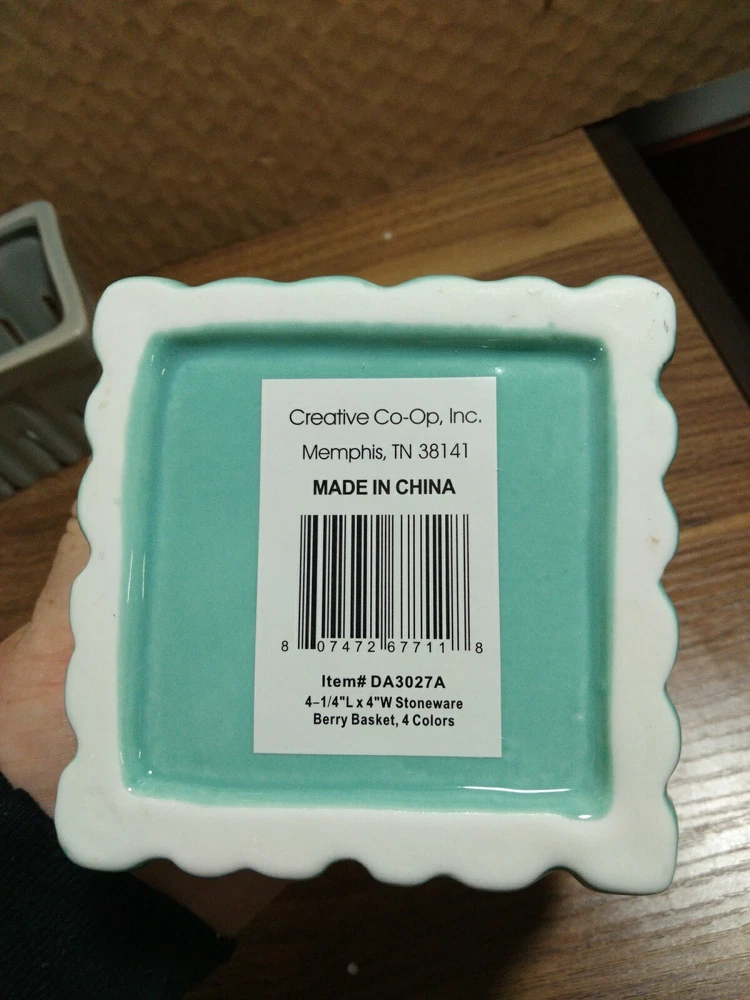 Creative Co-Op, Inc.
Memphis, TN 38141
MADE IN CHINA
8 07472 67711 8
Item# DA3027A
4–1/4"L x 4"W Stoneware
Berry Basket, 4 Colors